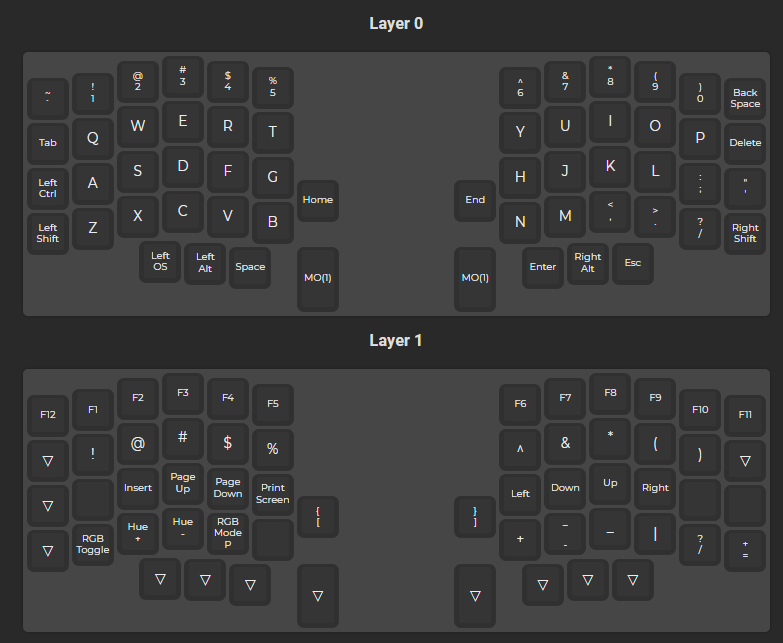 Layer 0
~ ` ! 1 @ 2 # 3 $ 4 % 5 ^ 6 & 7 * 8 ( 9 ) 0 Back Space
Tab Q W E R T Y U I O P Delete
Left Ctrl A S D F G H J K L : ; " '
Left Shift Z X C V B Home End N M < , > . ? / Right Shift
Left OS Left Alt Space MO(1) MO(1) Enter Right Alt Esc
Layer 1
F12 F1 F2 F3 F4 F5 F6 F7 F8 F9 F10 F11
▽ ! @ # $ % ^ & * ( ) ▽
▽ Insert Page Up Page Down Print Screen Left Down Up Right
▽ RGB Toggle Hue + Hue - RGB Mode P { [ } ] + _ - _ | ? / + =
▽ ▽ ▽ ▽ ▽ ▽ ▽ ▽